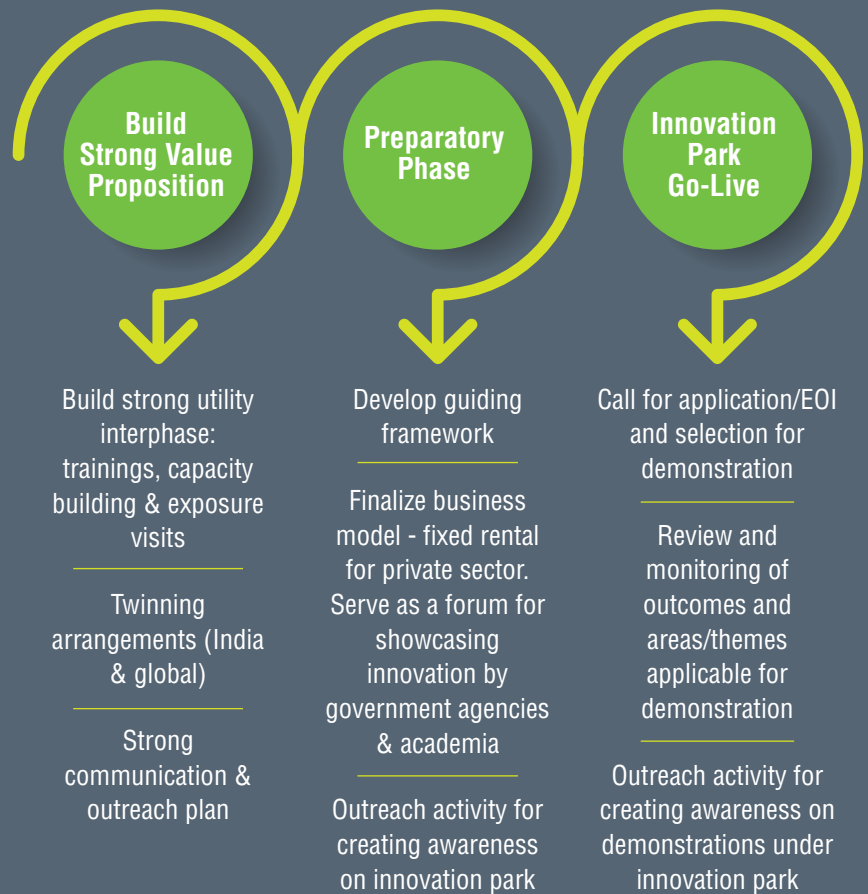 Build
Strong Value
Proposition
Build strong utility
interphase:
trainings, capacity
building & exposure
visits
Twinning
arrangements (India
& global)
Strong
communication &
outreach plan
Preparatory
Phase
Develop guiding
framework
Finalize business
model - fixed rental
for private sector.
Serve as a forum for
showcasing
innovation by
government agencies
& academia
Outreach activity for
creating awareness
on innovation park
Innovation
Park
Go-Live
Call for application/EOI
and selection for
demonstration
Review and
monitoring of
outcomes and
areas/themes
applicable for
demonstration
Outreach activity for
creating awareness on
demonstrations under
innovation park